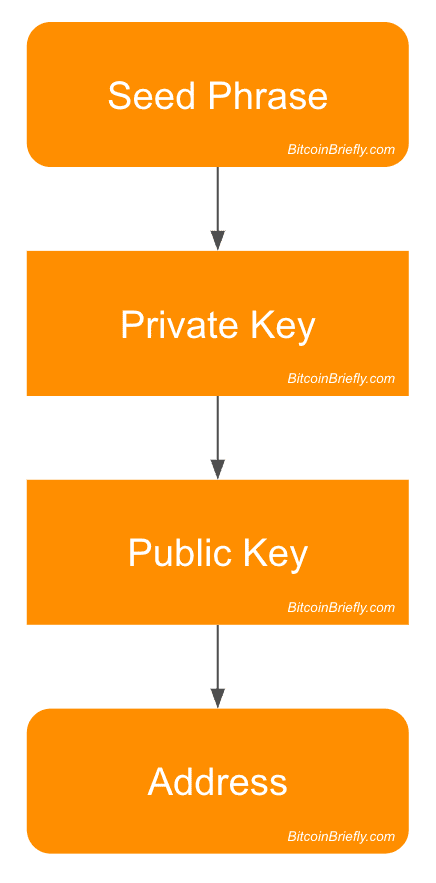 Seed Phrase
BitcoinBriefly.com
Private Key
BitcoinBriefly.com
Public Key
BitcoinBriefly.com
Address
BitcoinBriefly.com